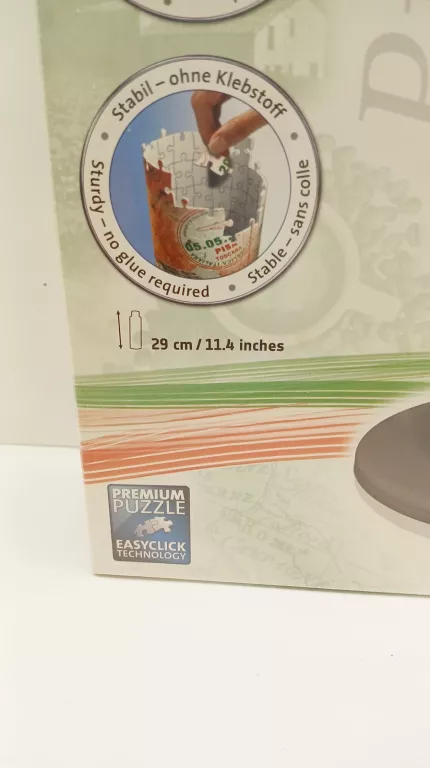 Stabil – ohne Klebstoff
Sturdy – no glue required
Stable – sans colle
05.05.
PISA
29 cm / 11.4 inches
PREMIUM
PUZZLE
EASYCLICK
TECHNOLOGY